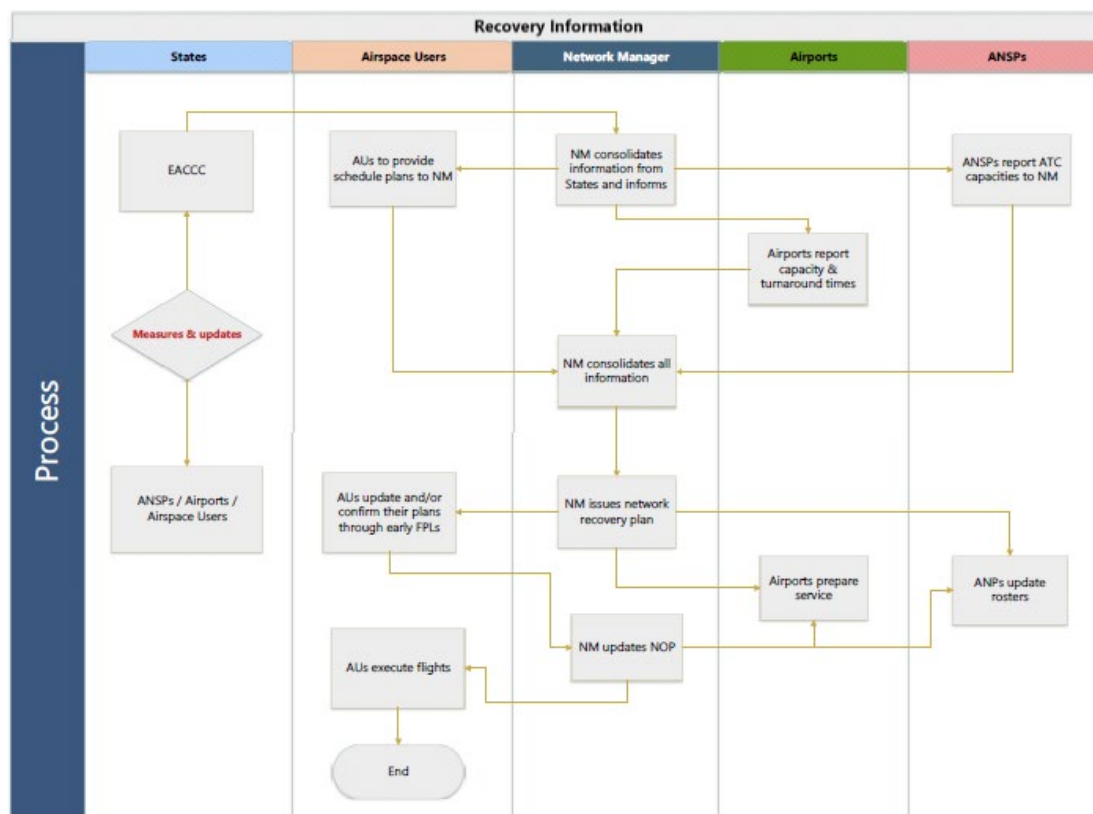 Recovery Information
States
Airspace Users
Network Manager
Airports
ANSPs
Process
EACCC
AUs to provide
schedule plans to NM
NM consolidates
information from
States and informs
ANSPs report ATC
capacities to NM
Airports report
capacity &
turnaround times
Measures & updates
NM consolidates all
information
ANSPs / Airports /
Airspace Users
AUs update and/or
confirm their plans
through early FPLs
NM issues network
recovery plan
Airports prepare
service
ANPs update
rosters
NM updates NOP
AUs execute flights
End